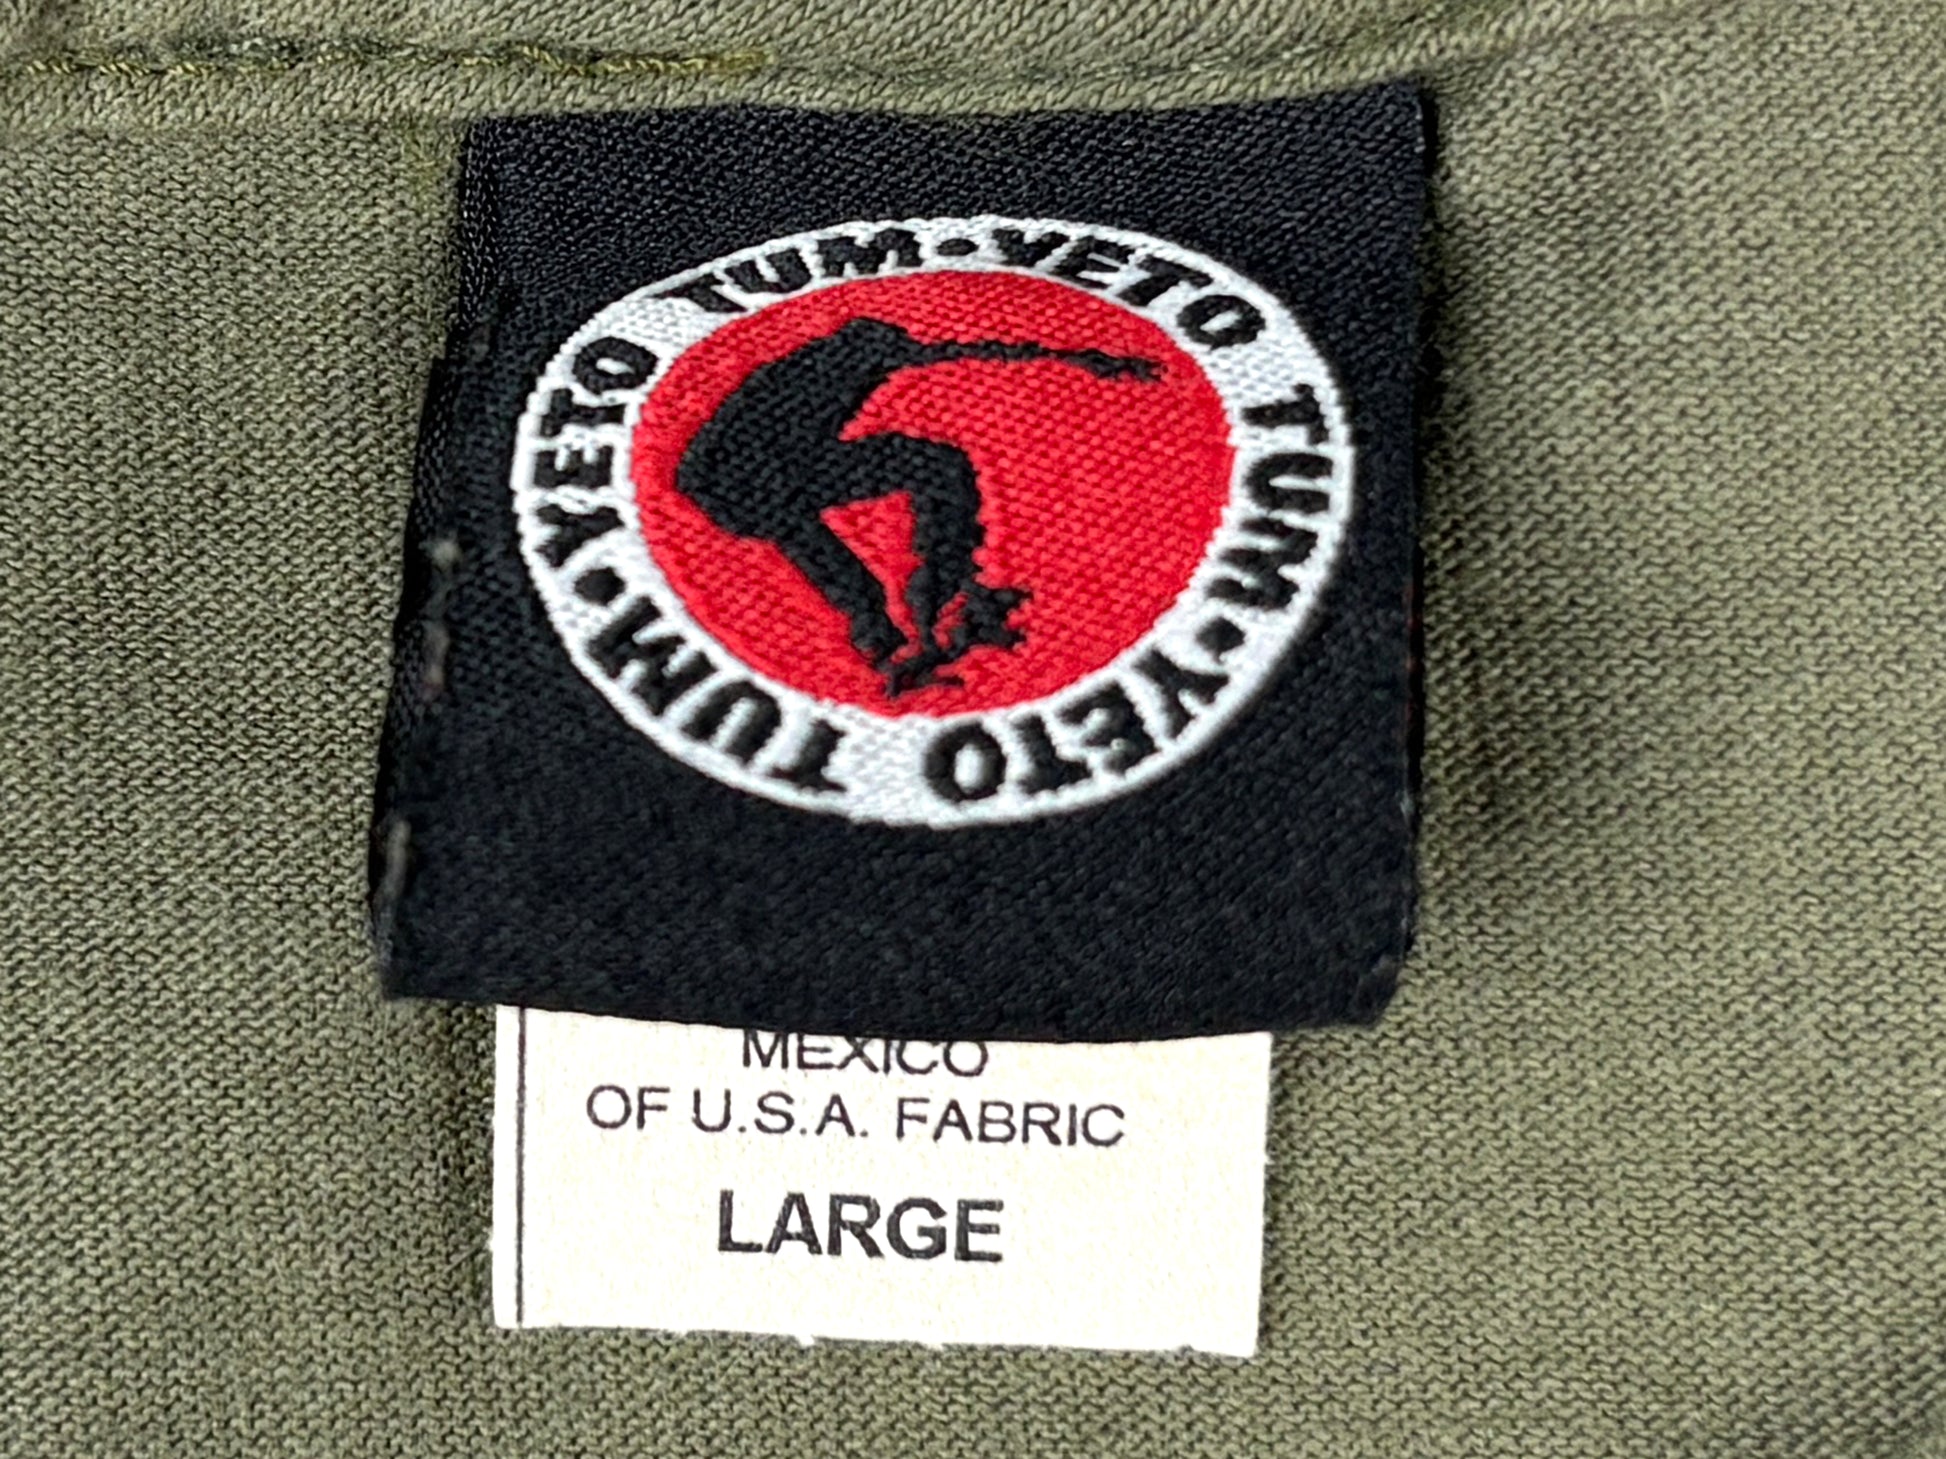 TUM • YETO TUM • YETO TUM • YETO
MEXICO
OF U.S.A. FABRIC
LARGE